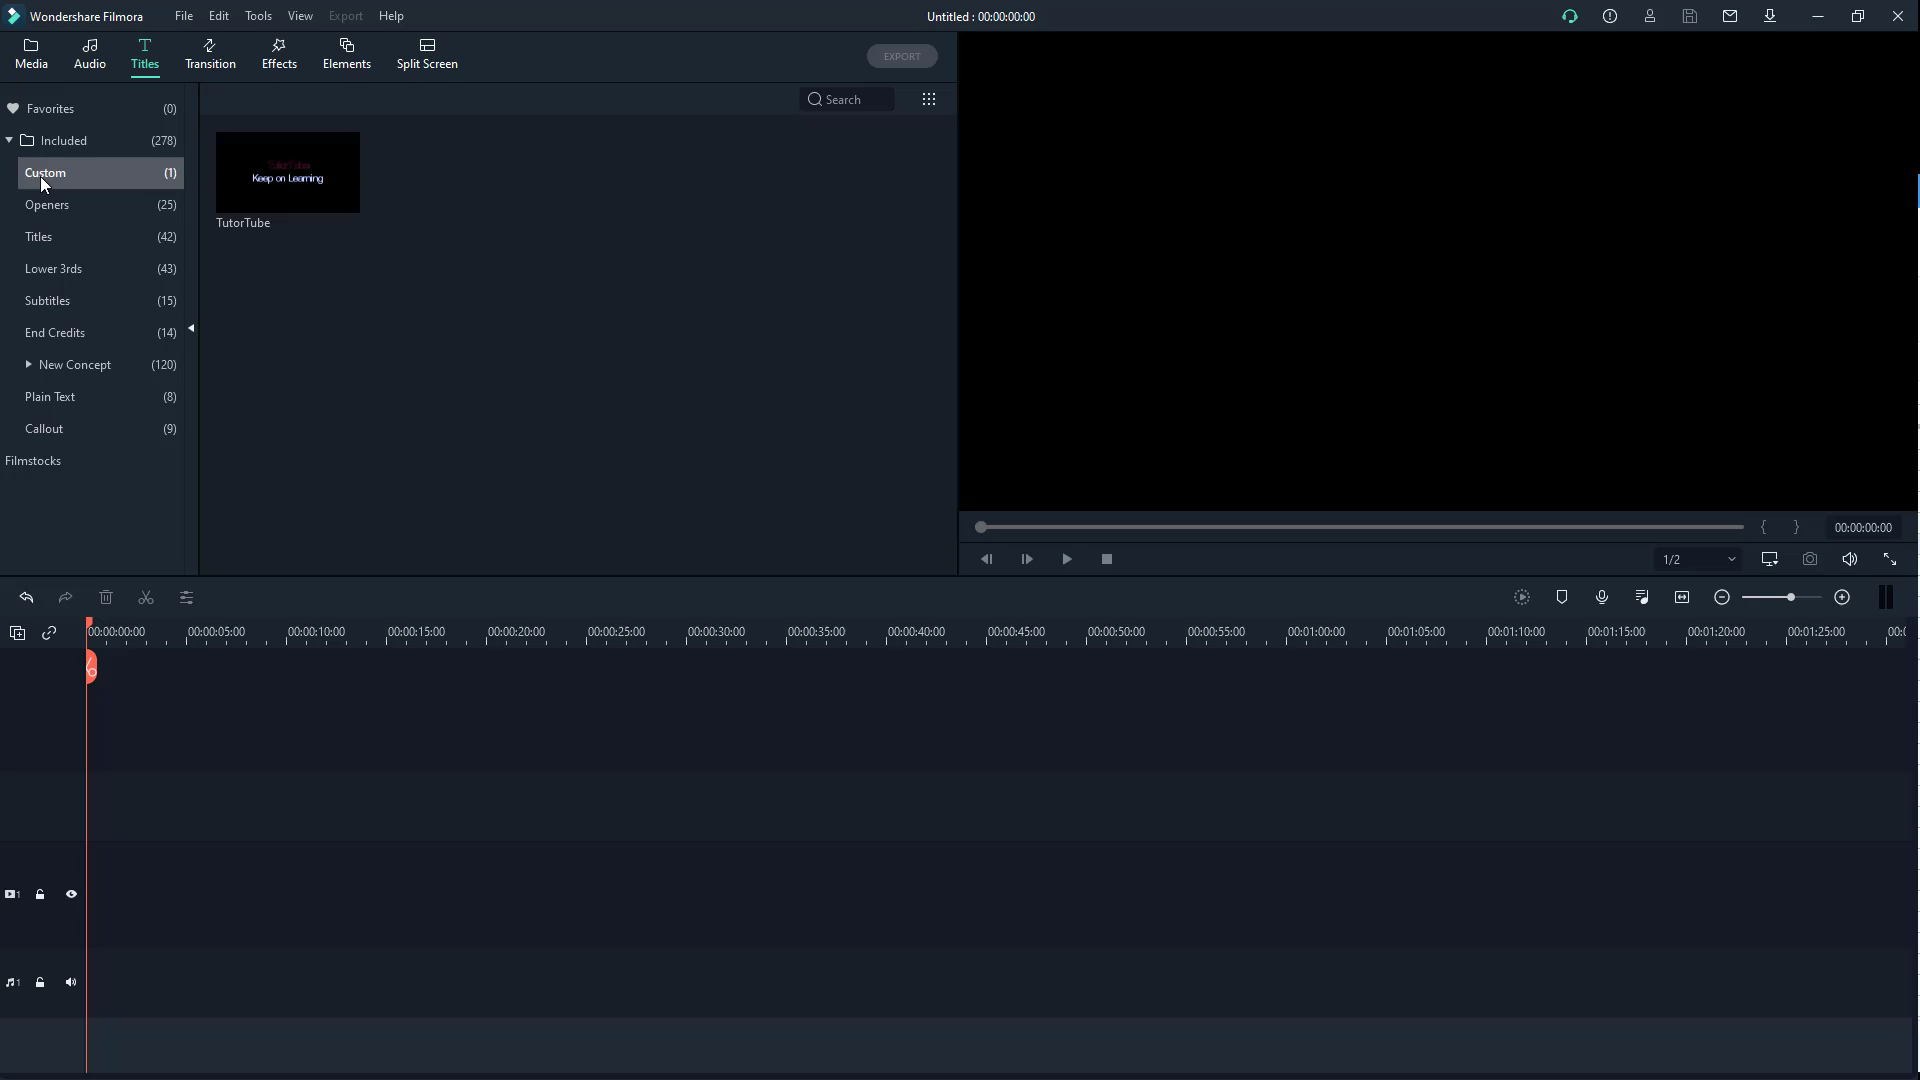 Wondershare Filmora File Edit Tools View Export Help Untitled : 00:00:00:00
Media Audio Titles Transition Effects Elements Split Screen EXPORT
Favorites (0)
Search
Included (278)
Custom (1)
Openers (25)
Titles (42)
Lower 3rds (43)
Subtitles (15)
End Credits (14)
New Concept (120)
Plain Text (8)
Callout (9)
Filmstocks
TutorTube
Keep on Learning
TutorTube
{ } 00:00:00:00
1/2
00:00:00:00 00:00:05:00 00:00:10:00 00:00:15:00 00:00:20:00 00:00:25:00 00:00:30:00 00:00:35:00 00:00:40:00 00:00:45:00 00:00:50:00 00:00:55:00 00:01:00:00 00:01:05:00 00:01:10:00 00:01:15:00 00:01:20:00 00:01:25:00
1
1